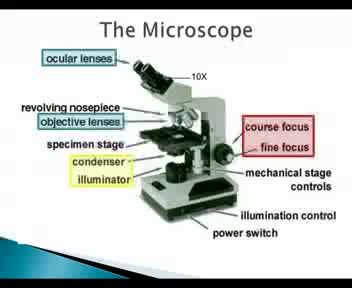 The Microscope
ocular lenses
10X
revolving nosepiece
objective lenses
course focus
specimen stage
fine focus
condenser
illuminator
mechanical stage
controls
illumination control
power switch